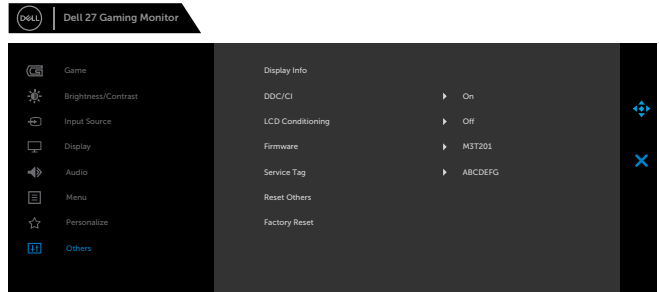 DELL
Dell 27 Gaming Monitor
Game
Display Info
Brightness/Contrast
DDC/CI
On
Input Source
LCD Conditioning
Off
Display
Firmware
M3T201
Audio
Service Tag
ABCDEFG
Menu
Reset Others
Personalize
Factory Reset
Others